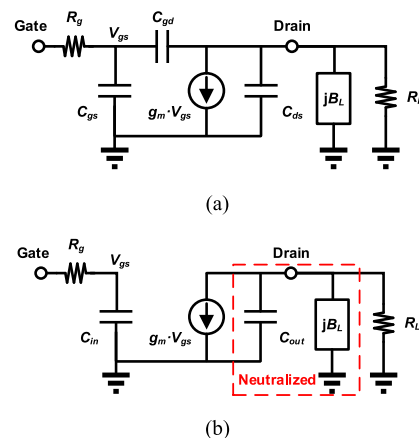 Gate
R_g
V_gs
C_gd
Drain
C_gs
g_m·V_gs
C_ds
jB_L
R_L
(a)
Gate
R_g
V_gs
Drain
C_in
g_m·V_gs
C_out
jB_L
R_L
Neutralized
(b)